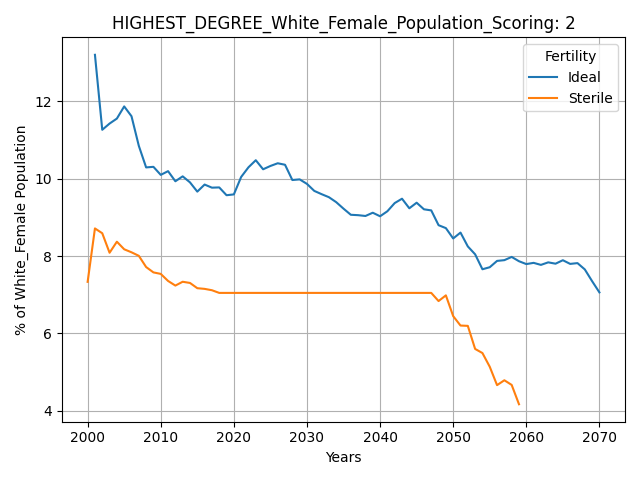 HIGHEST_DEGREE_White_Female_Population_Scoring: 2
Fertility
Ideal
Sterile
% of White_Female Population
12
10
8
6
4
2000 2010 2020 2030 2040 2050 2060 2070
Years